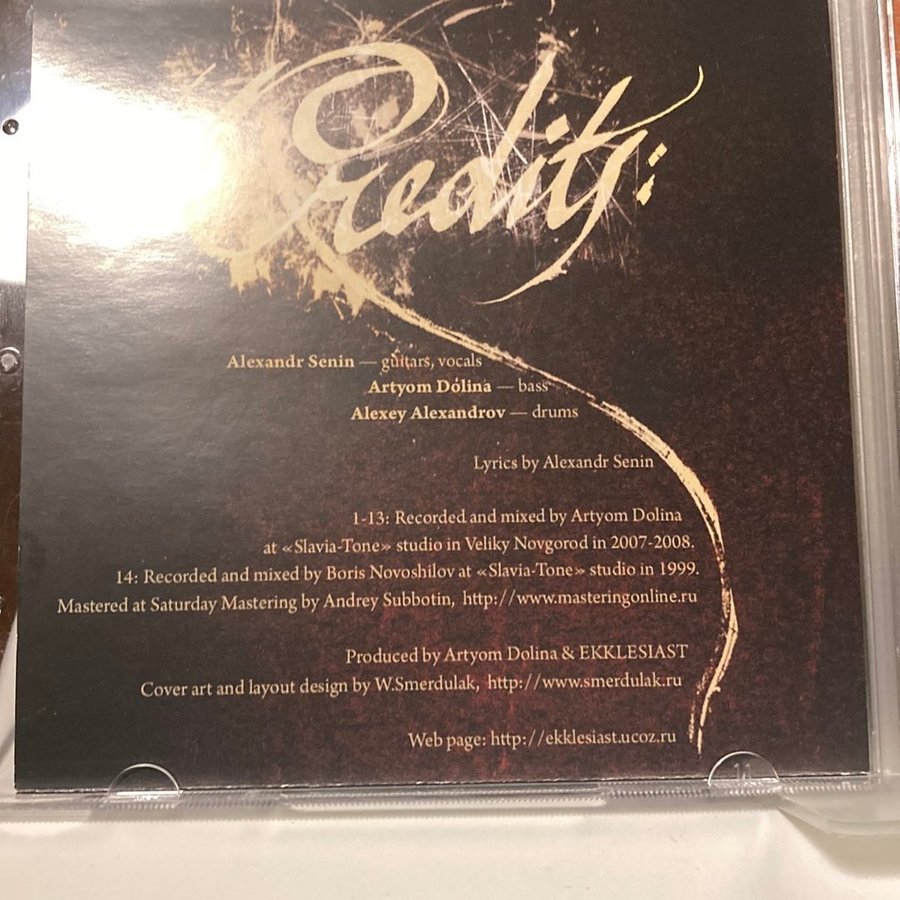 Credits:
Alexandr Senin — guitars, vocals
Artyom Dolina — bass
Alexey Alexandrov — drums
Lyrics by Alexandr Senin
1-13: Recorded and mixed by Artyom Dolina
at «Slavia-Tone» studio in Veliky Novgorod in 2007-2008.
14: Recorded and mixed by Boris Novoshilov at «Slavia-Tone» studio in 1999.
Mastered at Saturday Mastering by Andrey Subbotin, http://www.masteringonline.ru
Produced by Artyom Dolina & EKKLESIAST
Cover art and layout design by W.Smerdulak, http://www.smerdulak.ru
Web page: http://ekklesiast.ucoz.ru